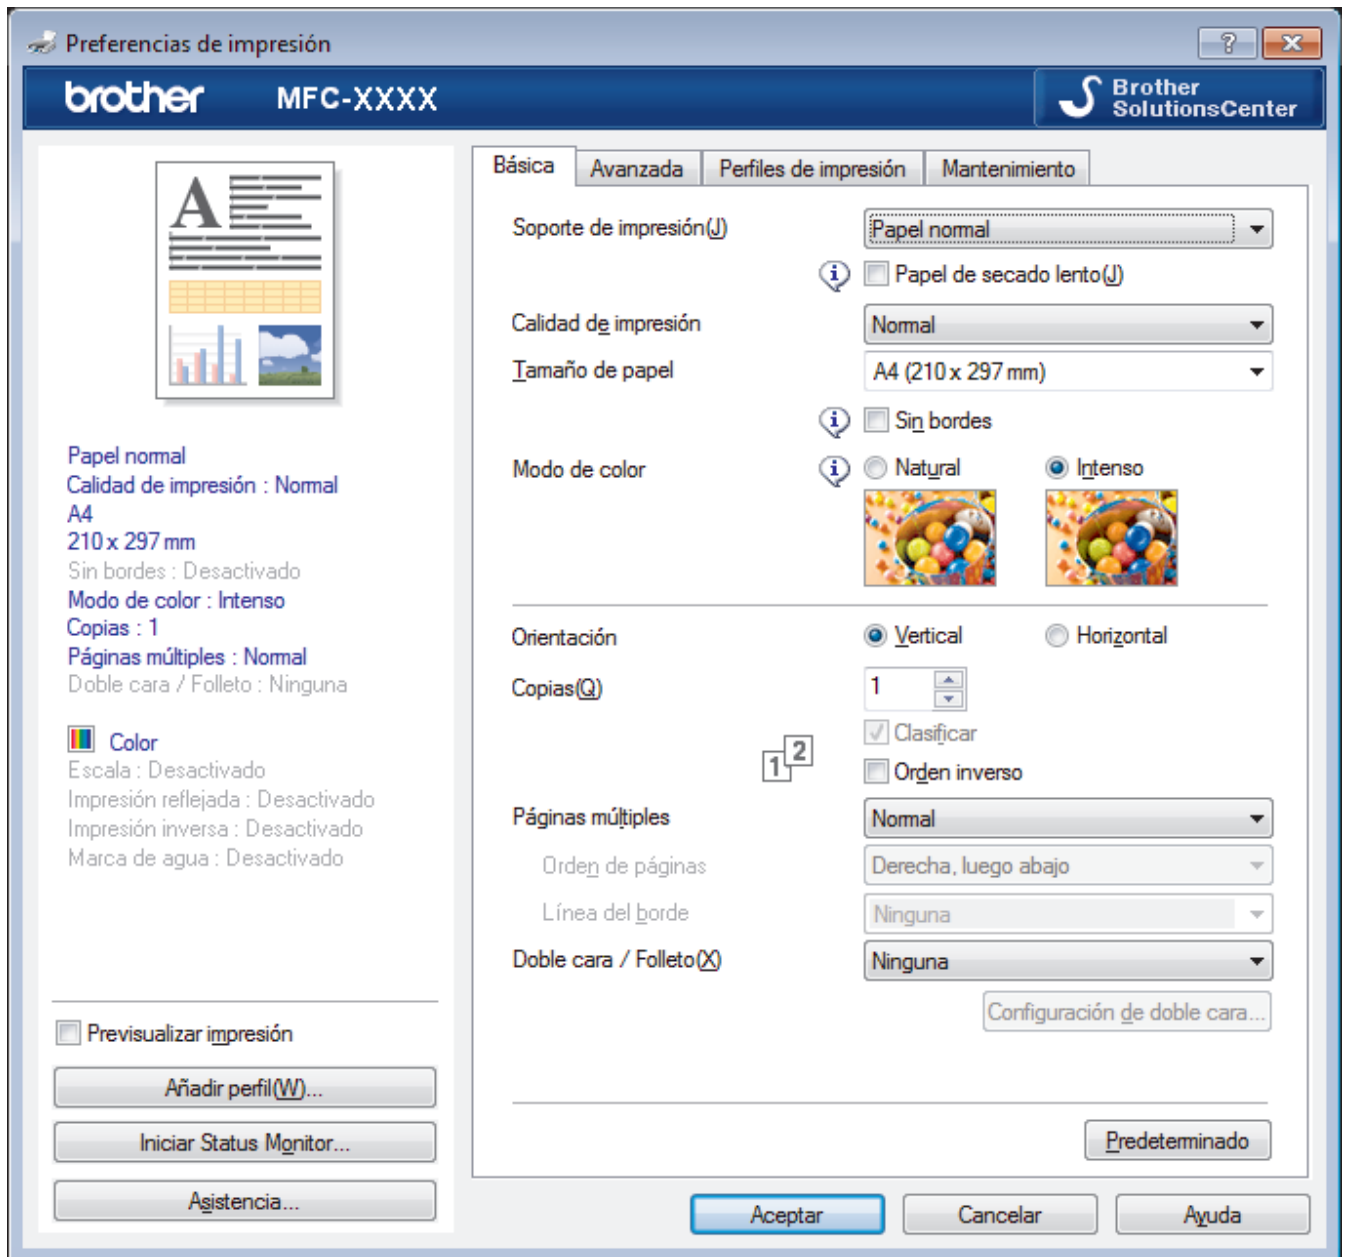 Preferencias de impresión
brother MFC-XXXX Brother
SolutionsCenter
A
Papel normal
Calidad de impresión : Normal
A4
210 x 297 mm
Sin bordes : Desactivado
Modo de color : Intenso
Copias : 1
Páginas múltiples : Normal
Doble cara / Folleto : Ninguna
Color
Escala : Desactivado
Impresión reflejada : Desactivado
Impresión inversa : Desactivado
Marca de agua : Desactivado
Previsualizar impresión
Añadir perfil(W)...
Iniciar Status Monitor...
Asistencia...
Básica Avanzada Perfiles de impresión Mantenimiento
Soporte de impresión(J) Papel normal
Papel de secado lento(J)
Calidad de impresión Normal
Tamaño de papel A4 (210 x 297 mm)
Sin bordes
Modo de color Natural Intenso
Orientación Vertical Horizontal
Copias(Q) 1
Clasificar
1 2
Orden inverso
Páginas múltiples Normal
Orden de páginas Derecha, luego abajo
Línea del borde Ninguna
Doble cara / Folleto(X) Ninguna
Configuración de doble cara...
Predeterminado
Aceptar Cancelar Ayuda